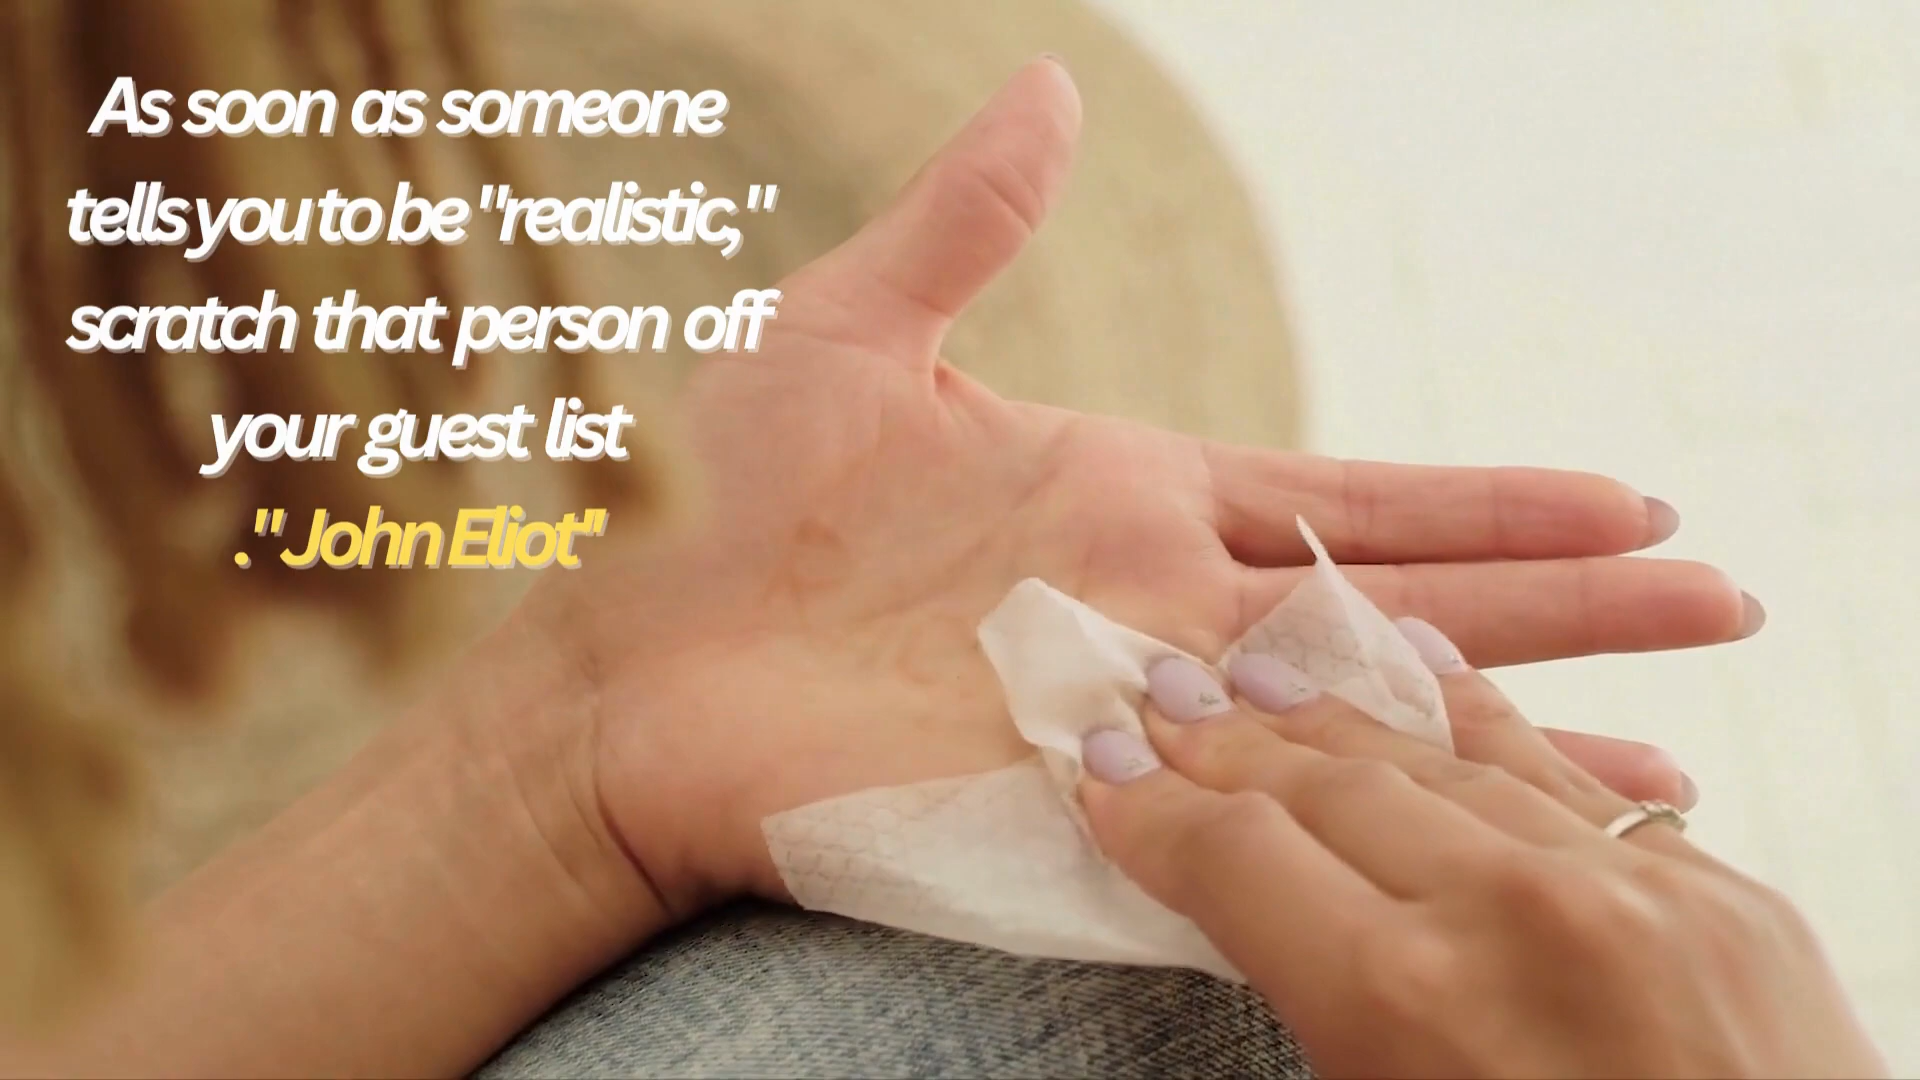 As soon as someone
tells you to be "realistic,"
scratch that person off
your guest list
." John Eliot"